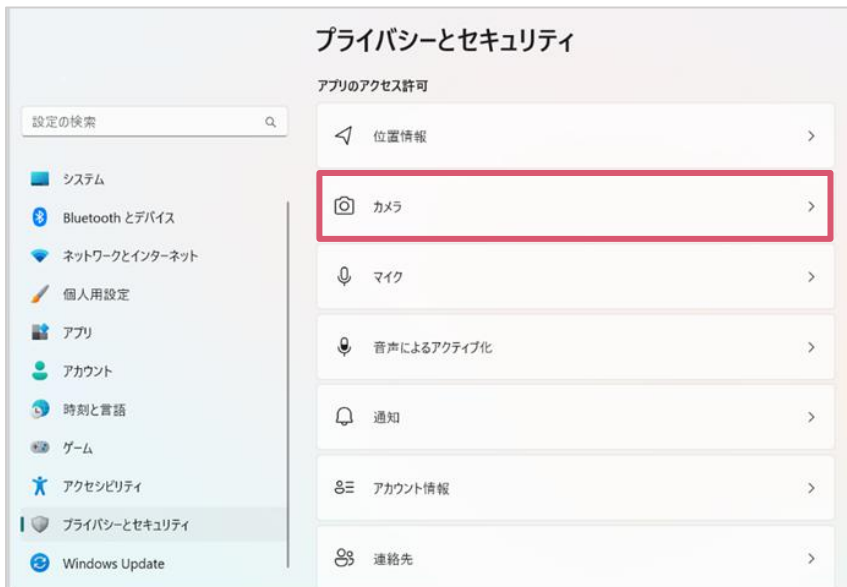 プライバシーとセキュリティ
アプリのアクセス許可
設定の検索
システム
Bluetooth とデバイス
ネットワークとインターネット
個人用設定
アプリ
アカウント
時刻と言語
ゲーム
アクセシビリティ
プライバシーとセキュリティ
Windows Update
位置情報
カメラ
マイク
音声によるアクティブ化
通知
アカウント情報
連絡先